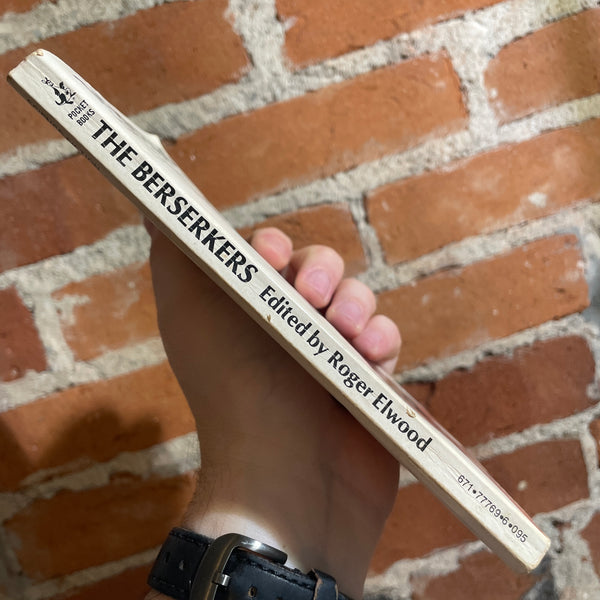 POCKET
BOOKS
THE BERSERKERS Edited by Roger Elwood
671•77769•6•095